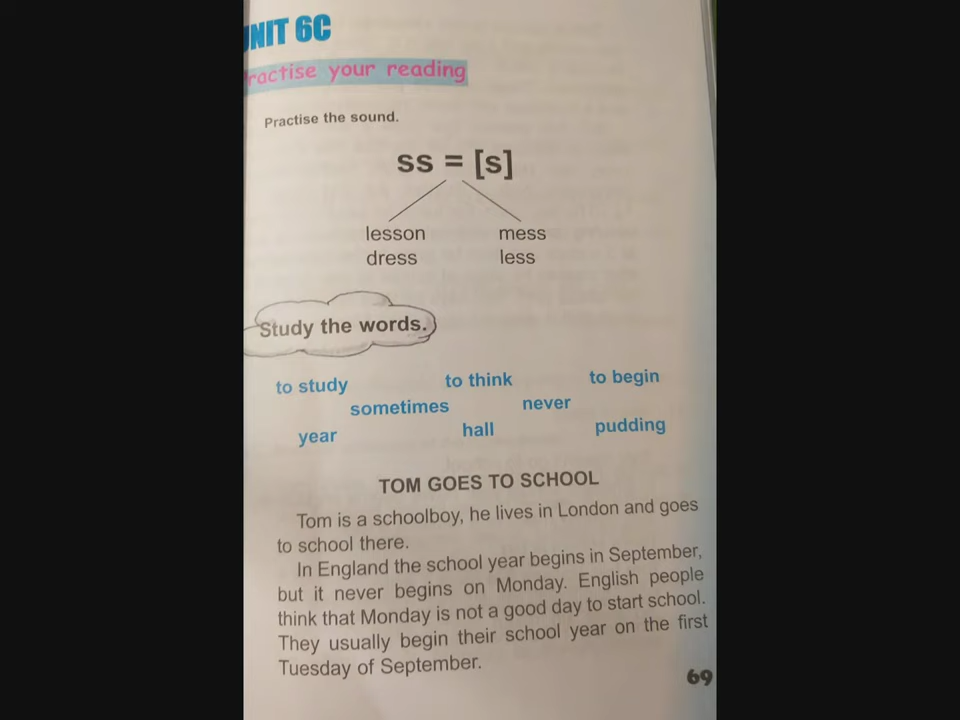 UNIT 6C
Practise your reading
Practise the sound.
ss = [s]
lesson mess
dress less
Study the words.
to study to think to begin
sometimes never
year hall pudding
TOM GOES TO SCHOOL
Tom is a schoolboy, he lives in London and goes
to school there.
In England the school year begins in September,
but it never begins on Monday. English people
think that Monday is not a good day to start school.
They usually begin their school year on the first
Tuesday of September.
69